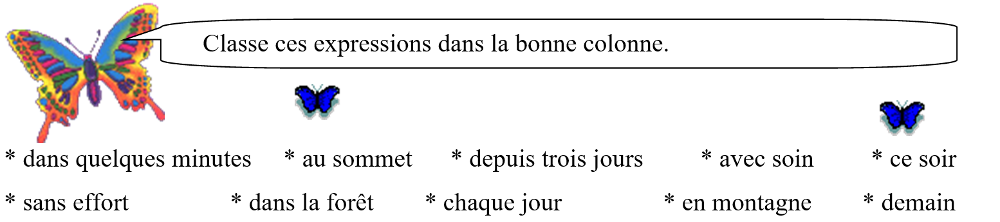 Classe ces expressions dans la bonne colonne.
* dans quelques minutes * au sommet * depuis trois jours * avec soin * ce soir
* sans effort * dans la forêt * chaque jour * en montagne * demain